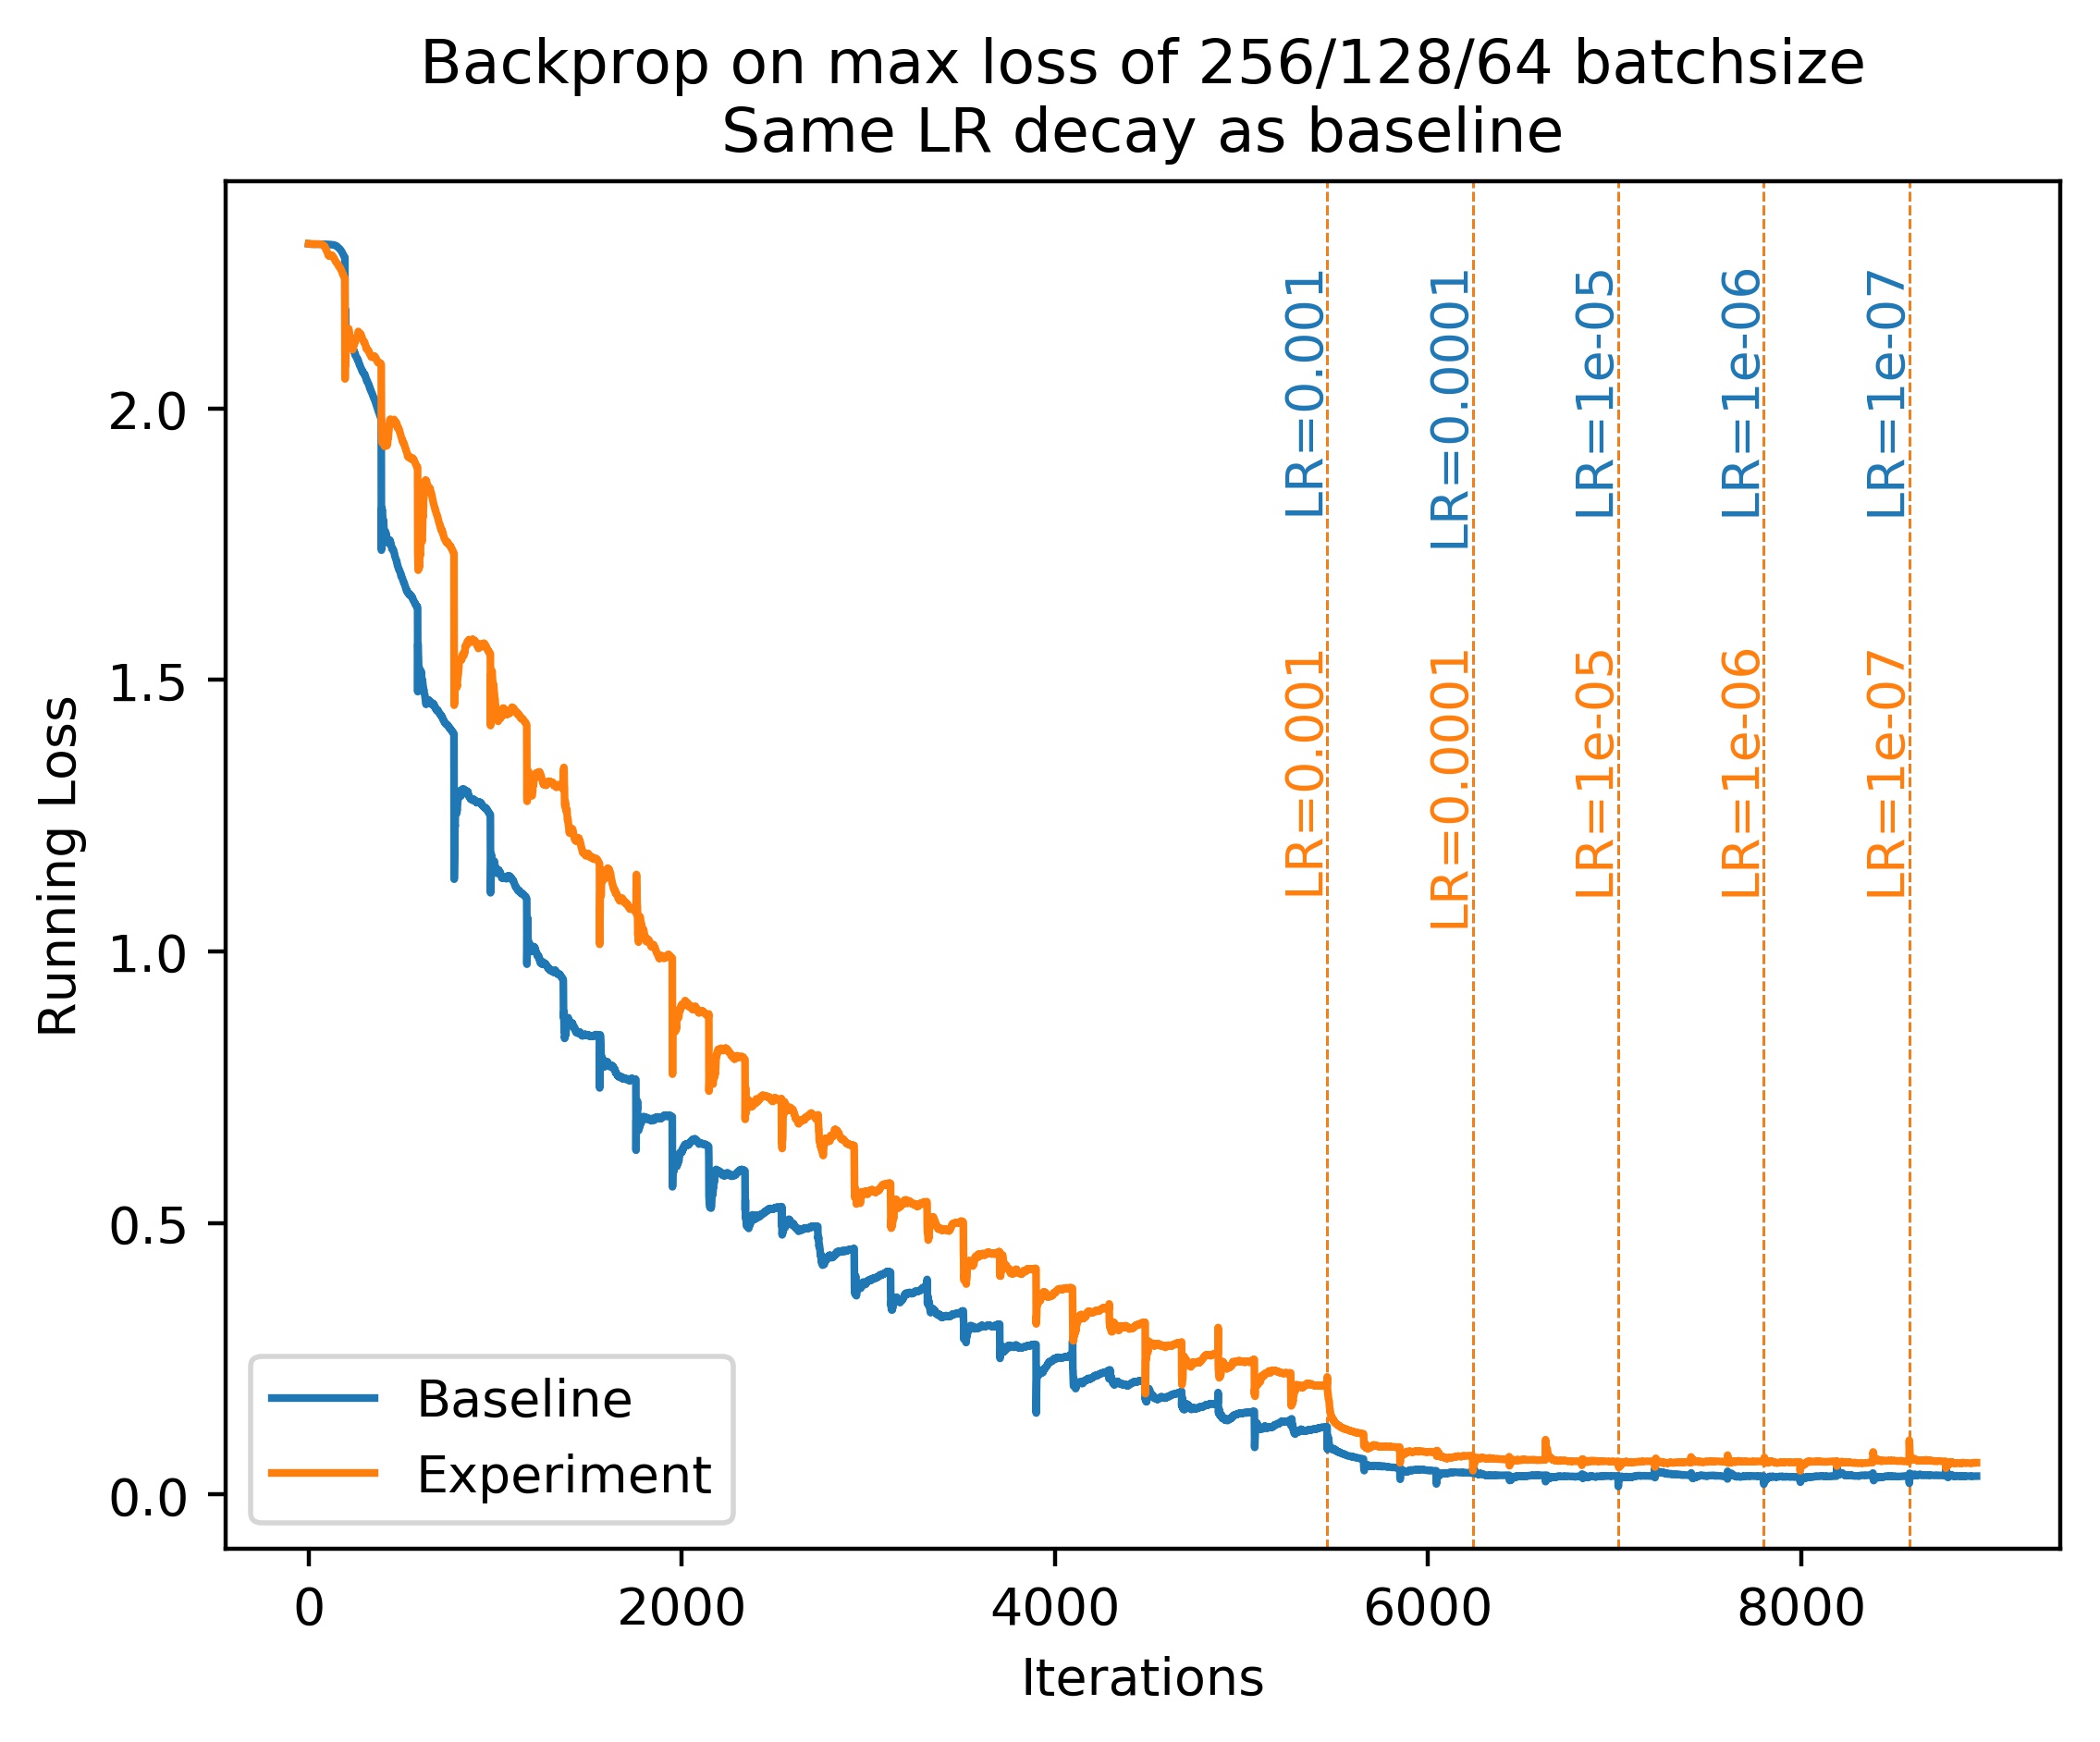 Backprop on max loss of 256/128/64 batchsize
Same LR decay as baseline
Running Loss
2.0
1.5
1.0
0.5
0.0
LR=0.001
LR=0.0001
LR=1e-05
LR=1e-06
LR=1e-07
LR=0.001
LR=0.0001
LR=1e-05
LR=1e-06
LR=1e-07
Baseline
Experiment
0
2000
4000
6000
8000
Iterations